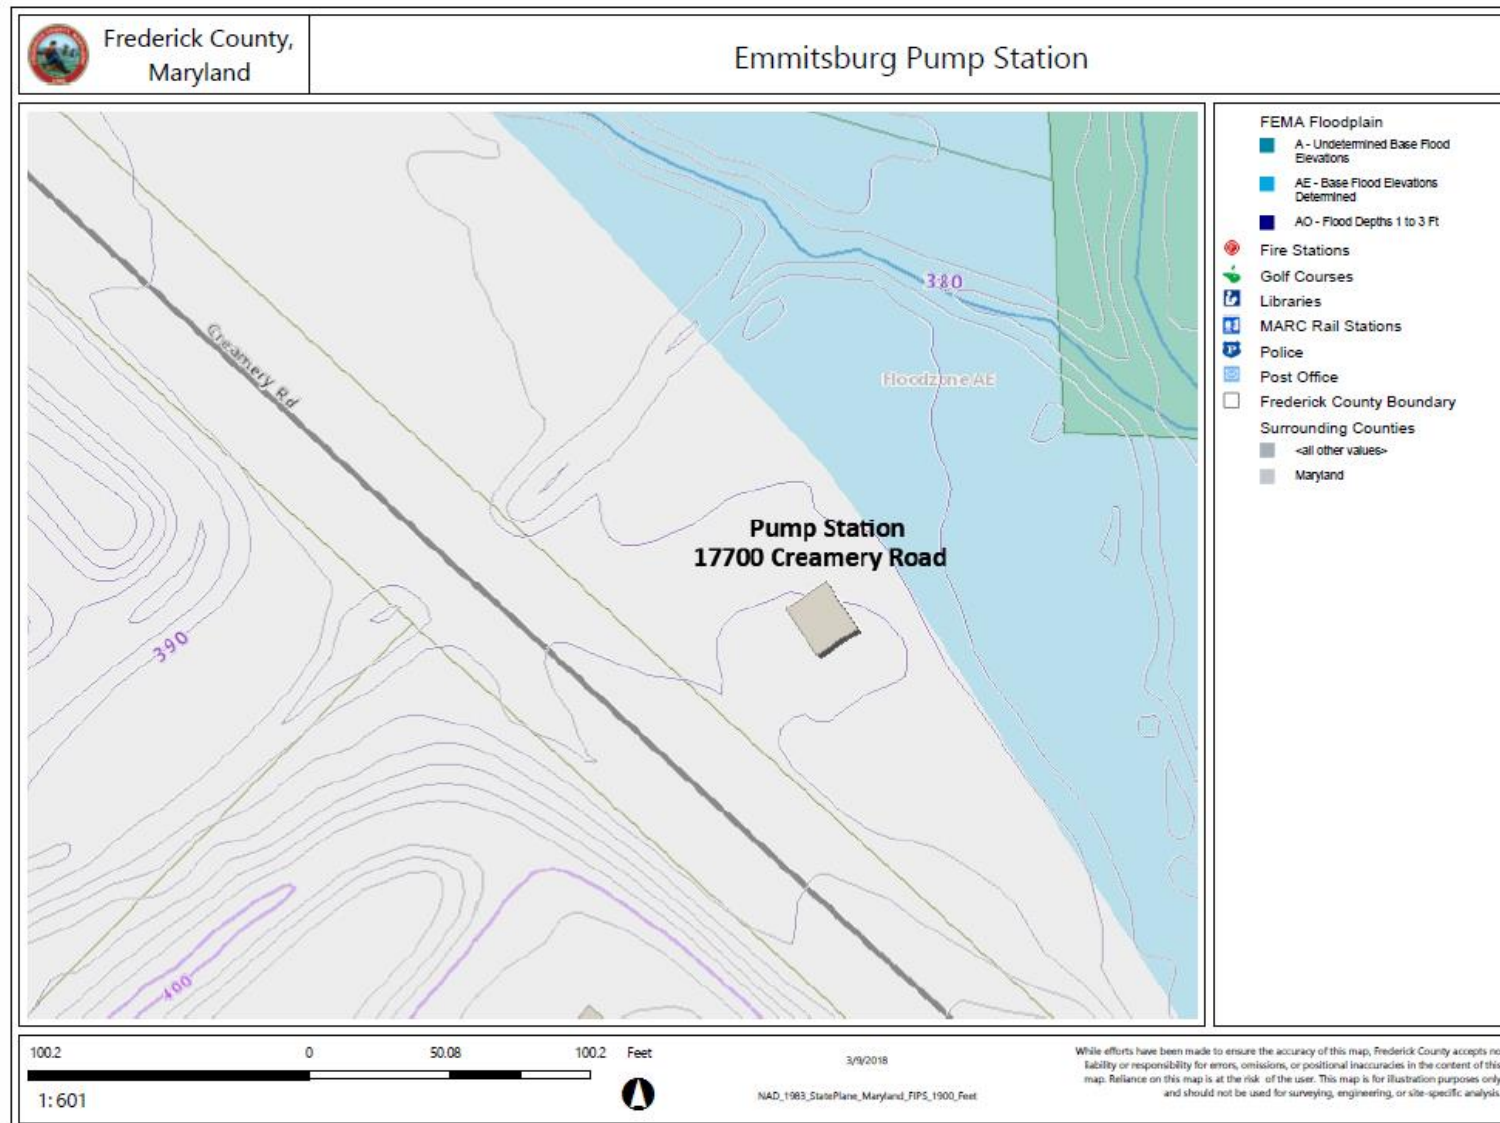 Frederick County,
Maryland
Emmitsburg Pump Station
Creamery Rd
380
Floodzone AE
Pump Station
17700 Creamery Road
390
400
FEMA Floodplain
A - Undetermined Base Flood
Elevations
AE - Base Flood Elevations
Determined
AO - Flood Depths 1 to 3 Ft
Fire Stations
Golf Courses
Libraries
MARC Rail Stations
Police
Post Office
Frederick County Boundary
Surrounding Counties
<all other values>
Maryland
100.2 0 50.08 100.2 Feet
1:601
3/9/2018
NAD_1983_StatePlane_Maryland_FIPS_1900_Feet
While efforts have been made to ensure the accuracy of this map, Frederick County accepts no
liability or responsibility for errors, omissions, or positional inaccuracies in the content of this
map. Reliance on this map is at the risk of the user. This map is for illustration purposes only
and should not be used for surveying, engineering, or site-specific analysis